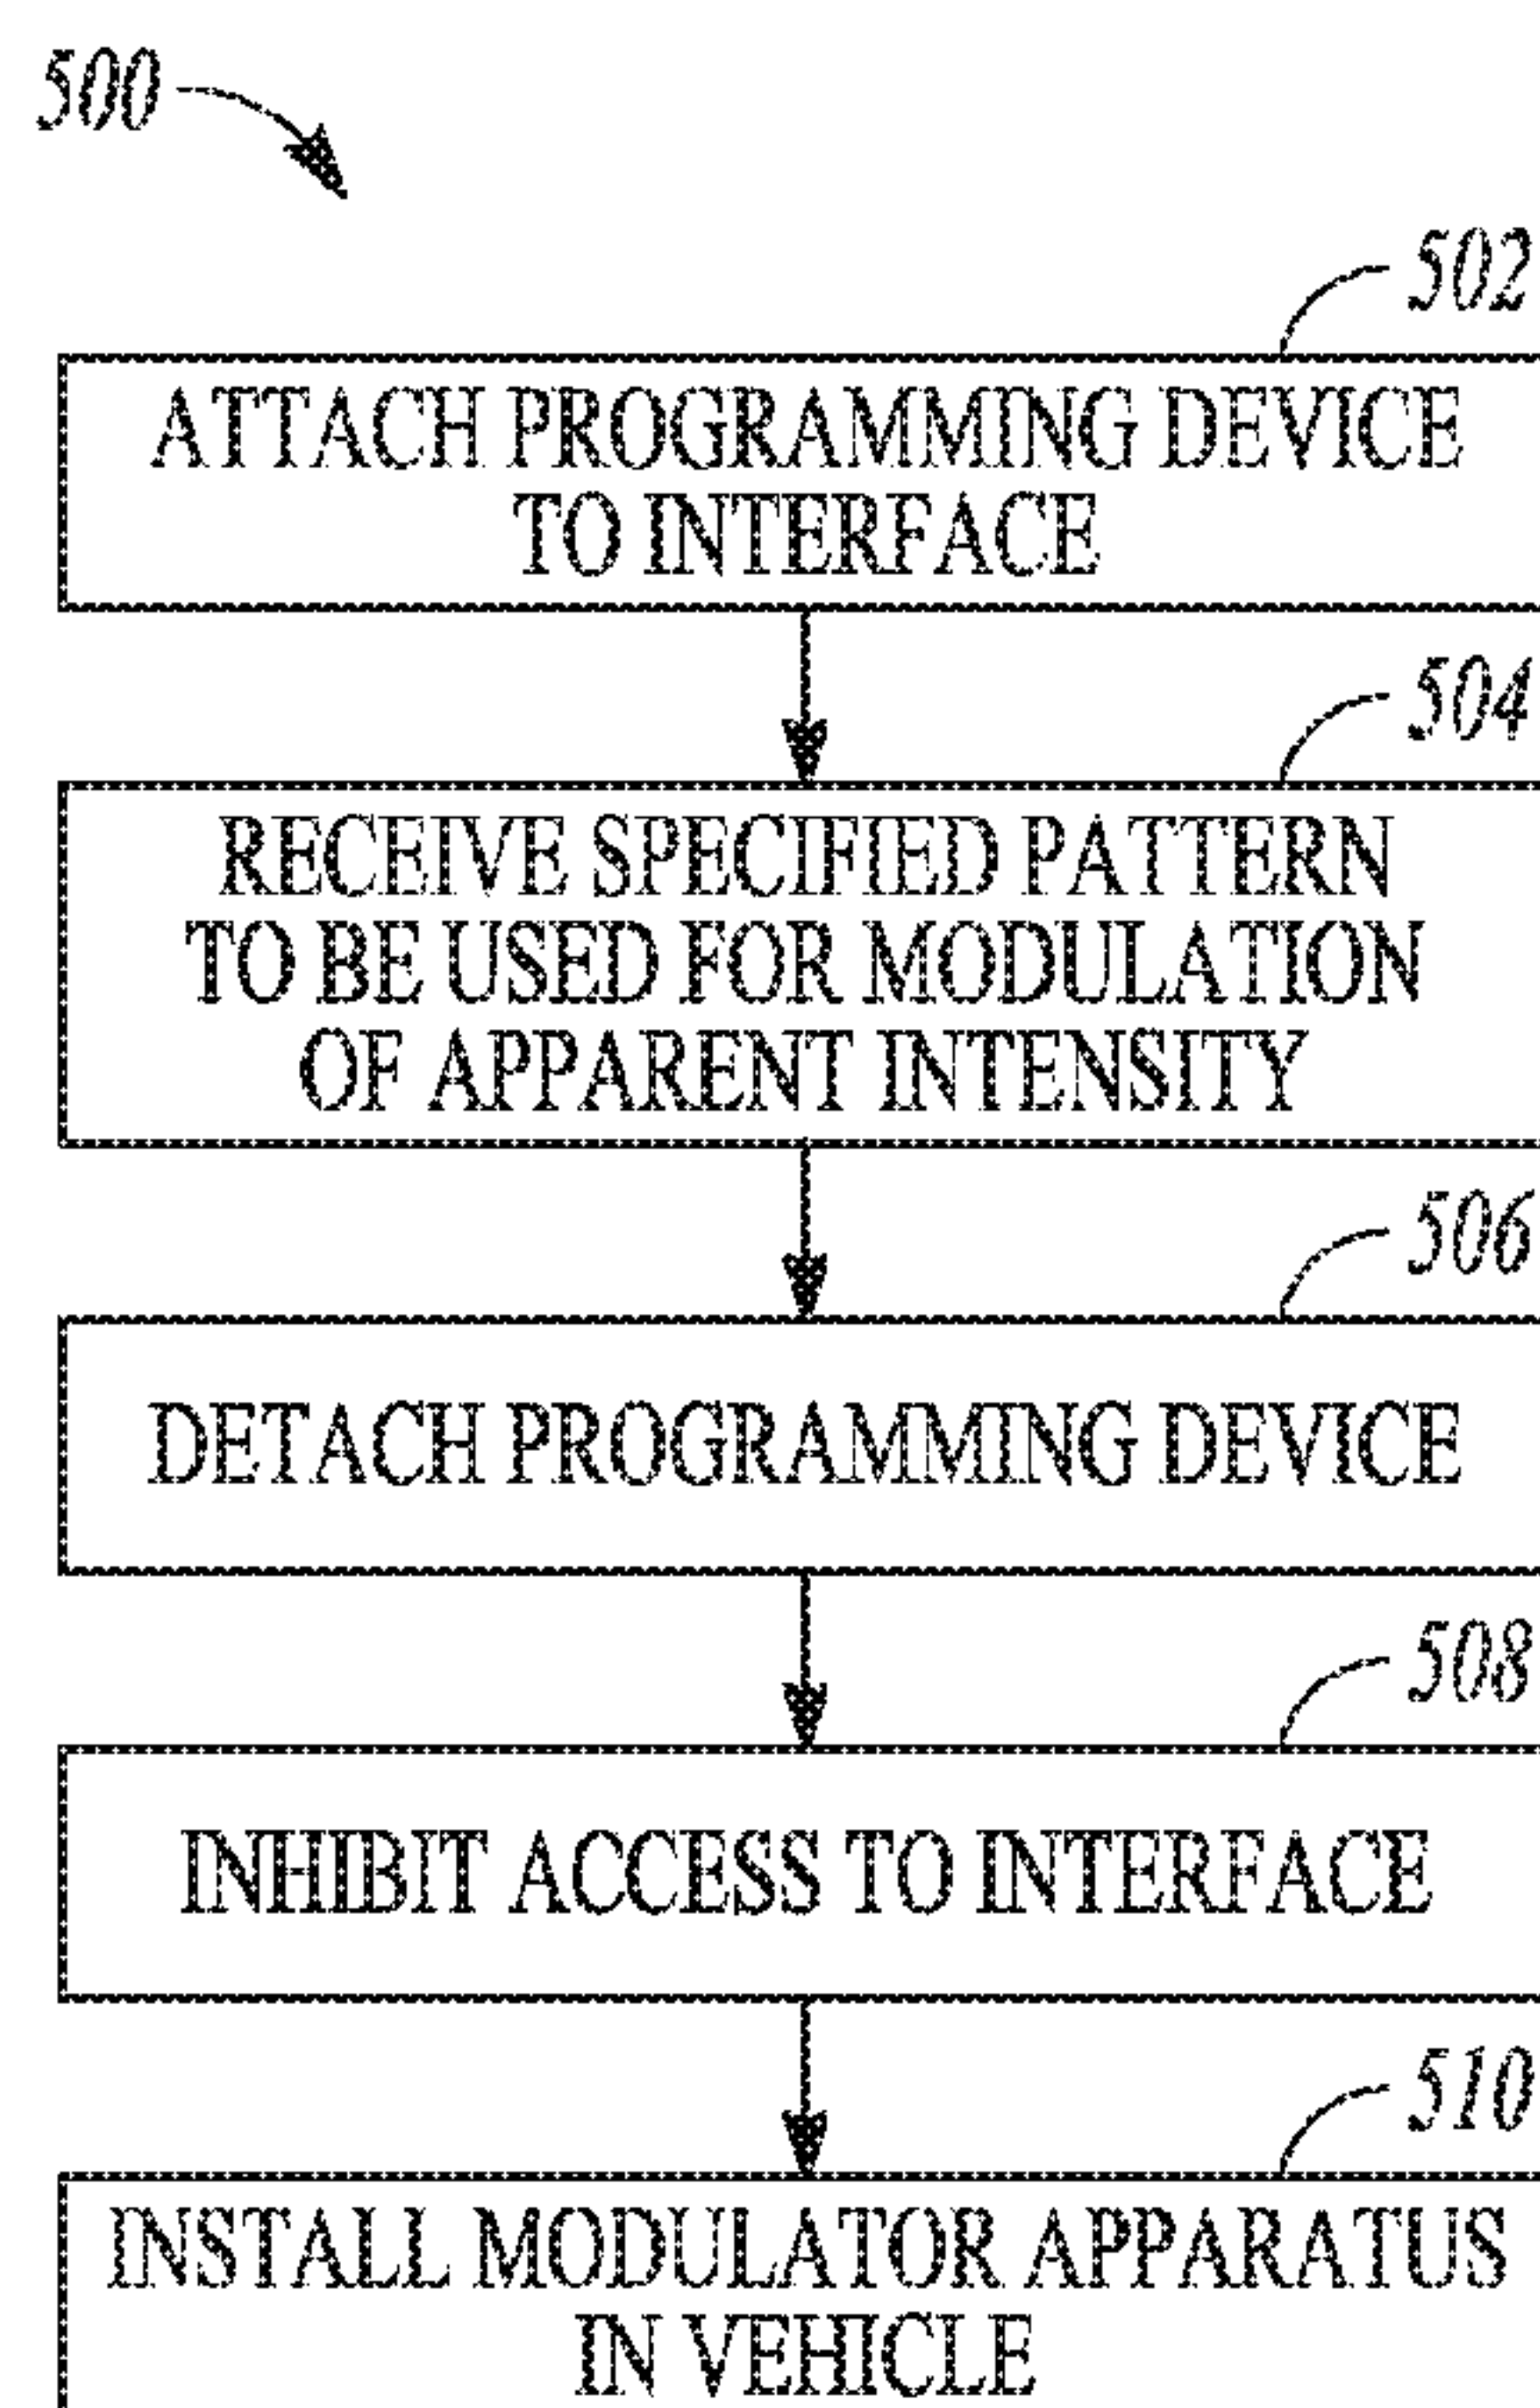 500
502
ATTACH PROGRAMMING DEVICE
TO INTERFACE
504
RECEIVE SPECIFIED PATTERN
TO BE USED FOR MODULATION
OF APPARENT INTENSITY
506
DETACH PROGRAMMING DEVICE
508
INHIBIT ACCESS TO INTERFACE
510
INSTALL MODULATOR APPARATUS
IN VEHICLE